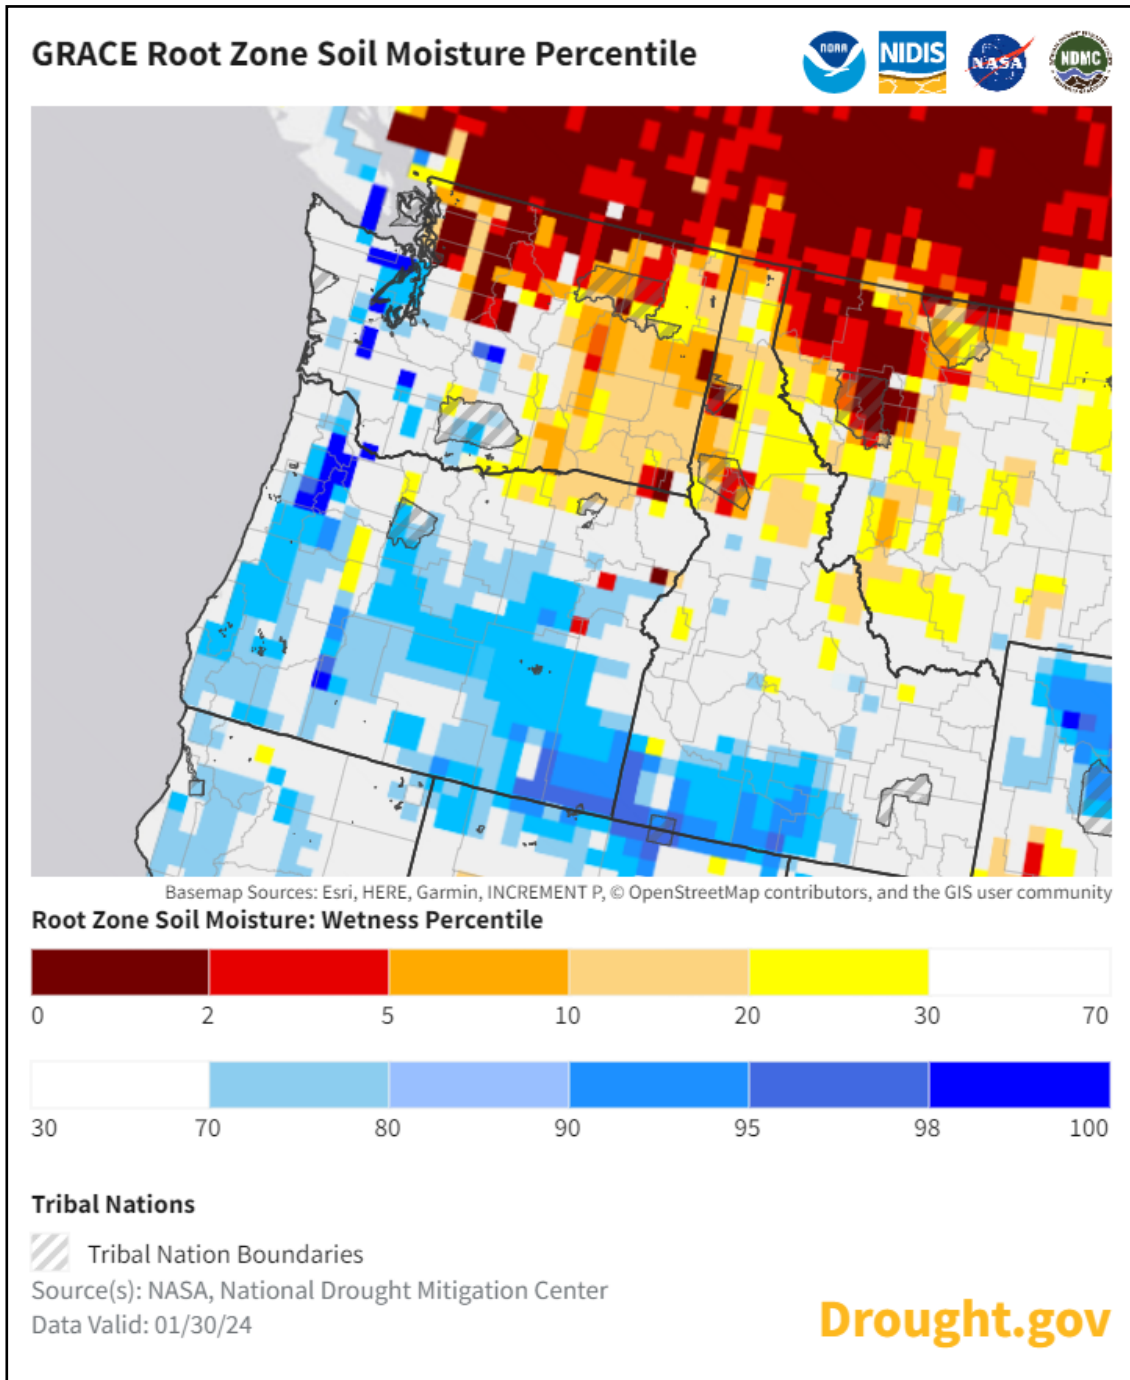 GRACE Root Zone Soil Moisture Percentile
NOAA
NIDIS
NASA
NDMC
Basemap Sources: Esri, HERE, Garmin, INCREMENT P, © OpenStreetMap contributors, and the GIS user community
Root Zone Soil Moisture: Wetness Percentile
0 2 5 10 20 30 70
30 70 80 90 95 98 100
Tribal Nations
Tribal Nation Boundaries
Source(s): NASA, National Drought Mitigation Center
Data Valid: 01/30/24
Drought.gov